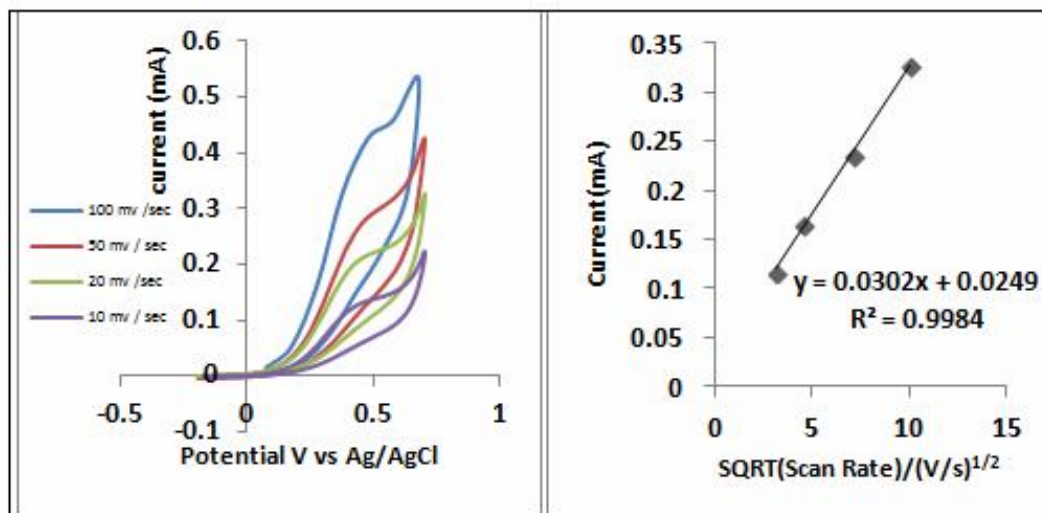 0.6
0.5
0.4
0.3
0.2
0.1
0
-0.1
-0.5
0
0.5
1
current (mA)
Potential V vs Ag/AgCl
100 mv /sec
50 mv / sec
20 mv /sec
10 mv / sec
0.35
0.3
0.25
0.2
0.15
0.1
0.05
0
0
5
10
15
Current(mA)
y = 0.0302x + 0.0249
R² = 0.9984
SQRT(Scan Rate)/(V/s)^1/2